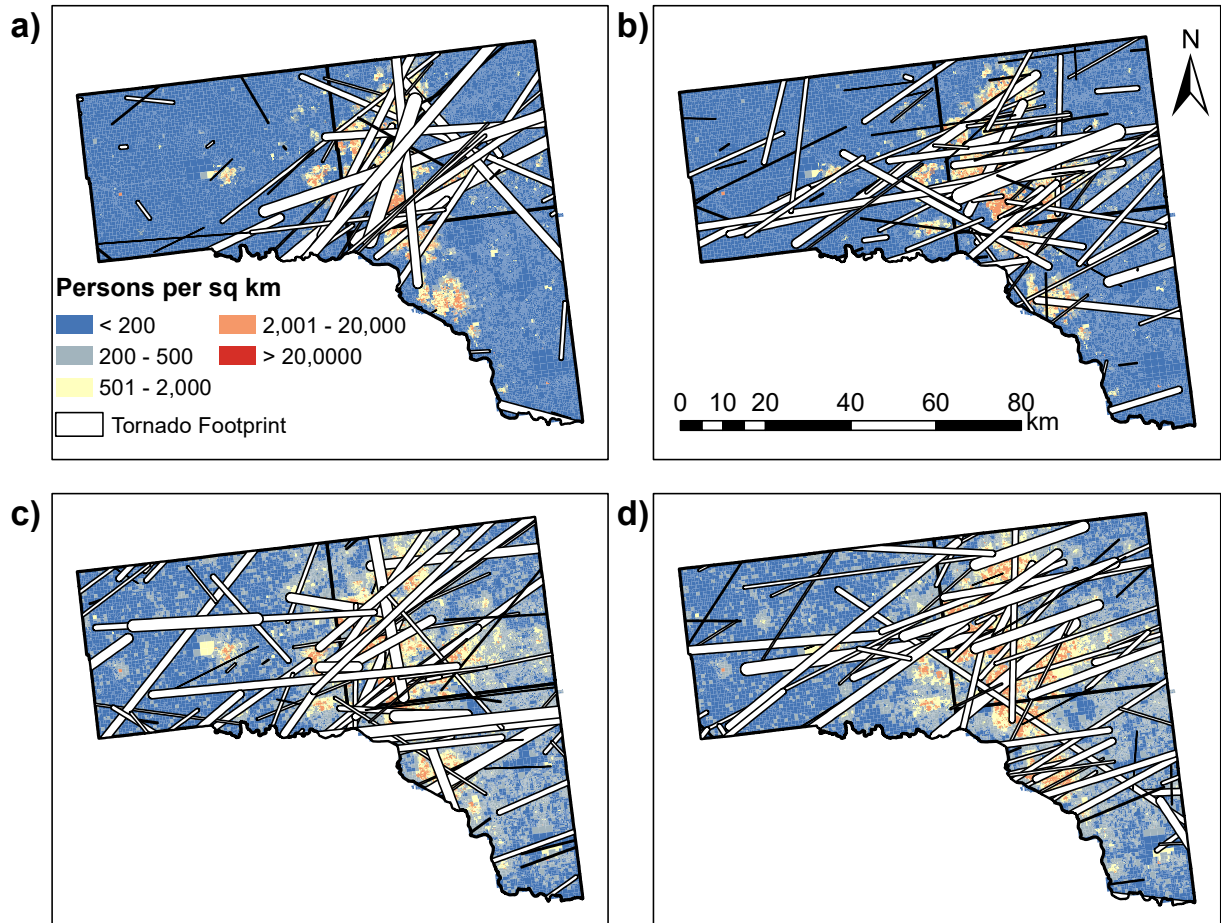 a)
b)
N
Persons per sq km
< 200
2,001 - 20,000
200 - 500
> 20,0000
501 - 2,000
Tornado Footprint
0 10 20 40 60 80
km
c)
d)